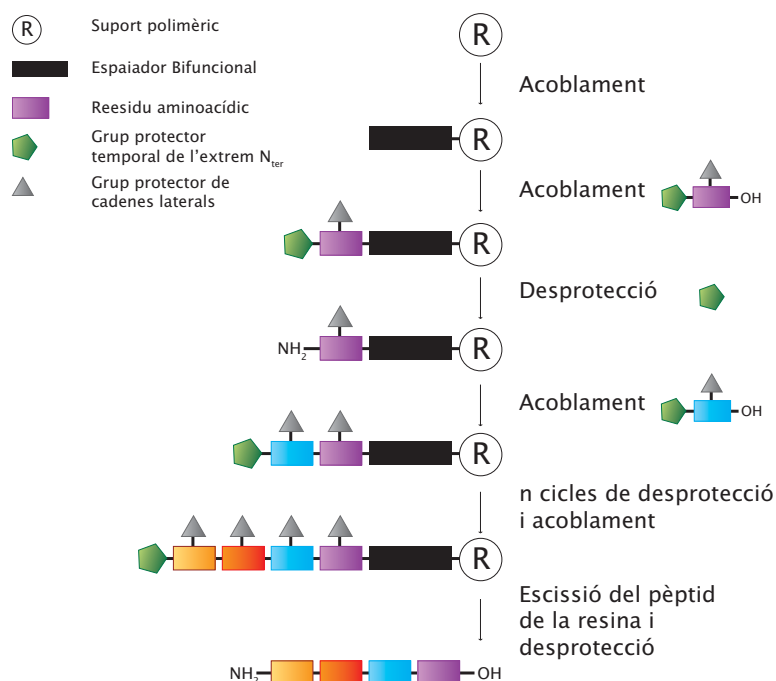 R
Suport polimèric
Espaiador Bifuncional
Reesidu aminoacídic
Grup protector
temporal de l'extrem Nter
Grup protector de
cadenes laterals
R
Acoblament
R
Acoblament
OH
R
Desprotecció
NH2
R
Acoblament
OH
R
n cicles de desprotecció
i acoblament
R
Escissió del pèptid
de la resina i
desprotecció
NH2
OH